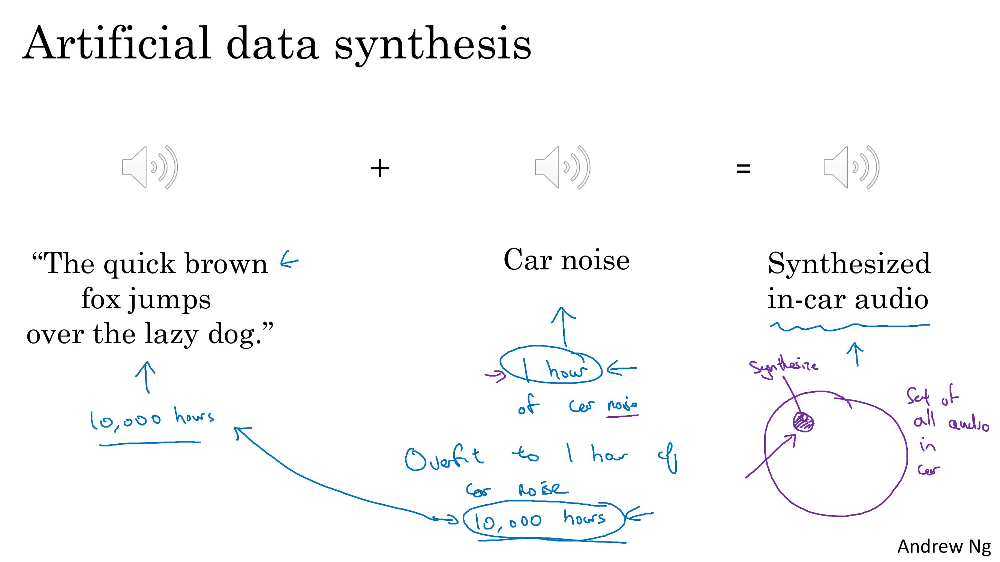 Artificial data synthesis
+
=
“The quick brown
fox jumps
over the lazy dog.”
10,000 hours
Car noise
1 hour
of car noise
Overfit to 1 hour of
car noise
10,000 hours
Synthesized
in-car audio
Synthesize
Set of
all audio
in
car
Andrew Ng